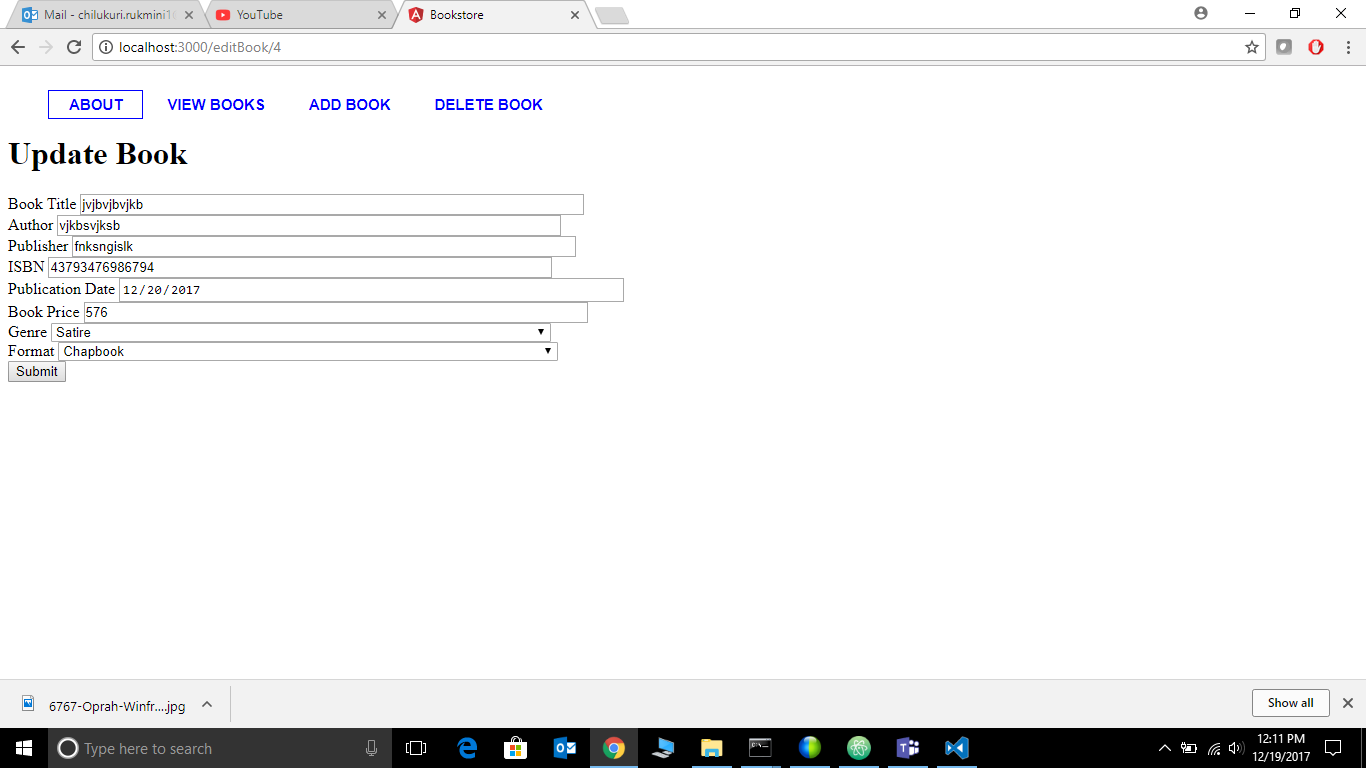 Mail - chilukuri.rukmini16
YouTube
Bookstore
localhost:3000/editBook/4
ABOUT VIEW BOOKS ADD BOOK DELETE BOOK
Update Book
Book Title jvjbvjbvjkb
Author vjkbsvjksb
Publisher fnksngislk
ISBN 43793476986794
Publication Date 12/20/2017
Book Price 576
Genre Satire
Format Chapbook
Submit
6767-Oprah-Winfr....jpg
Show all
Type here to search
12:11 PM
12/19/2017